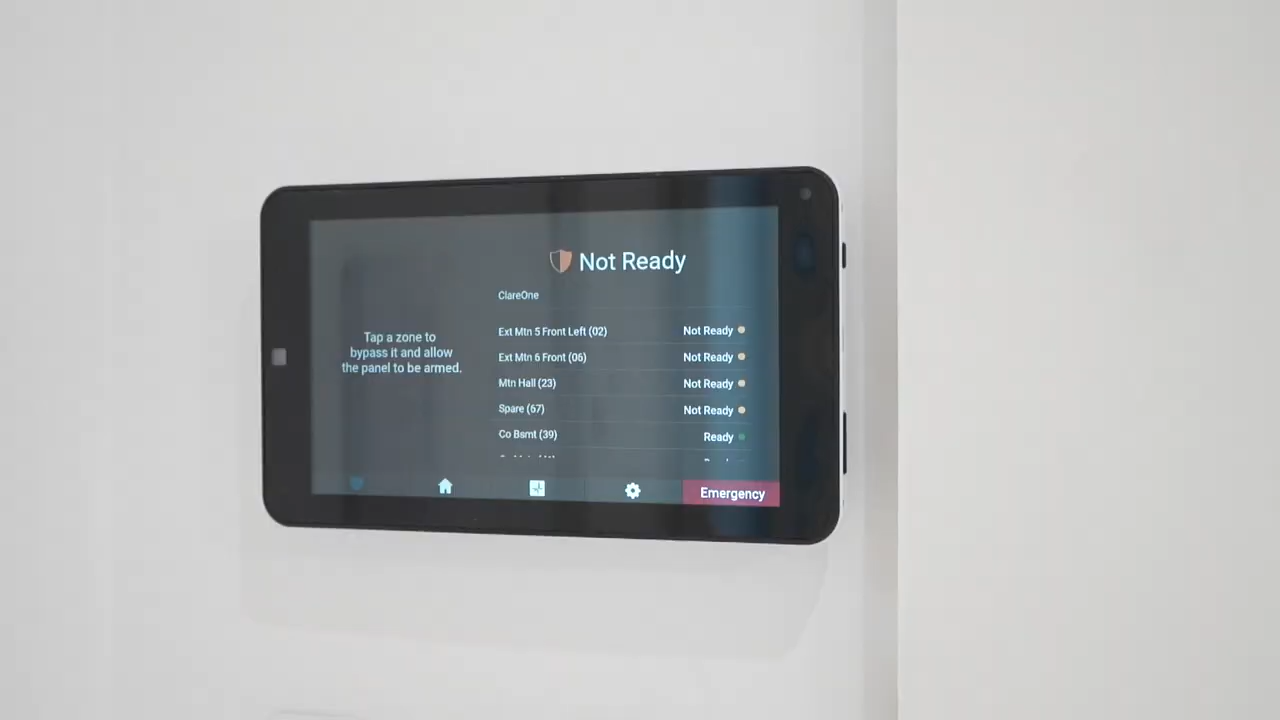 Not Ready
ClareOne
Tap a zone to
bypass it and allow
the panel to be armed.
Ext Mtn 5 Front Left (02) Not Ready
Ext Mtn 6 Front (06) Not Ready
Mtn Hall (23) Not Ready
Spare (67) Not Ready
Co Bsmt (39) Ready
Emergency